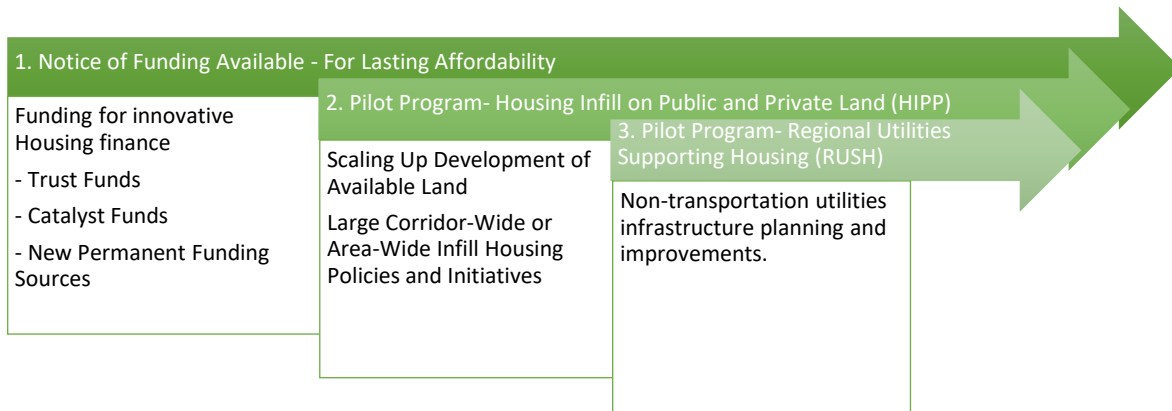 1. Notice of Funding Available - For Lasting Affordability
Funding for innovative
Housing finance
- Trust Funds
- Catalyst Funds
- New Permanent Funding
Sources
2. Pilot Program- Housing Infill on Public and Private Land (HIPP)
Scaling Up Development of
Available Land
Large Corridor-Wide or
Area-Wide Infill Housing
Policies and Initiatives
3. Pilot Program- Regional Utilities
Supporting Housing (RUSH)
Non-transportation utilities
infrastructure planning and
improvements.